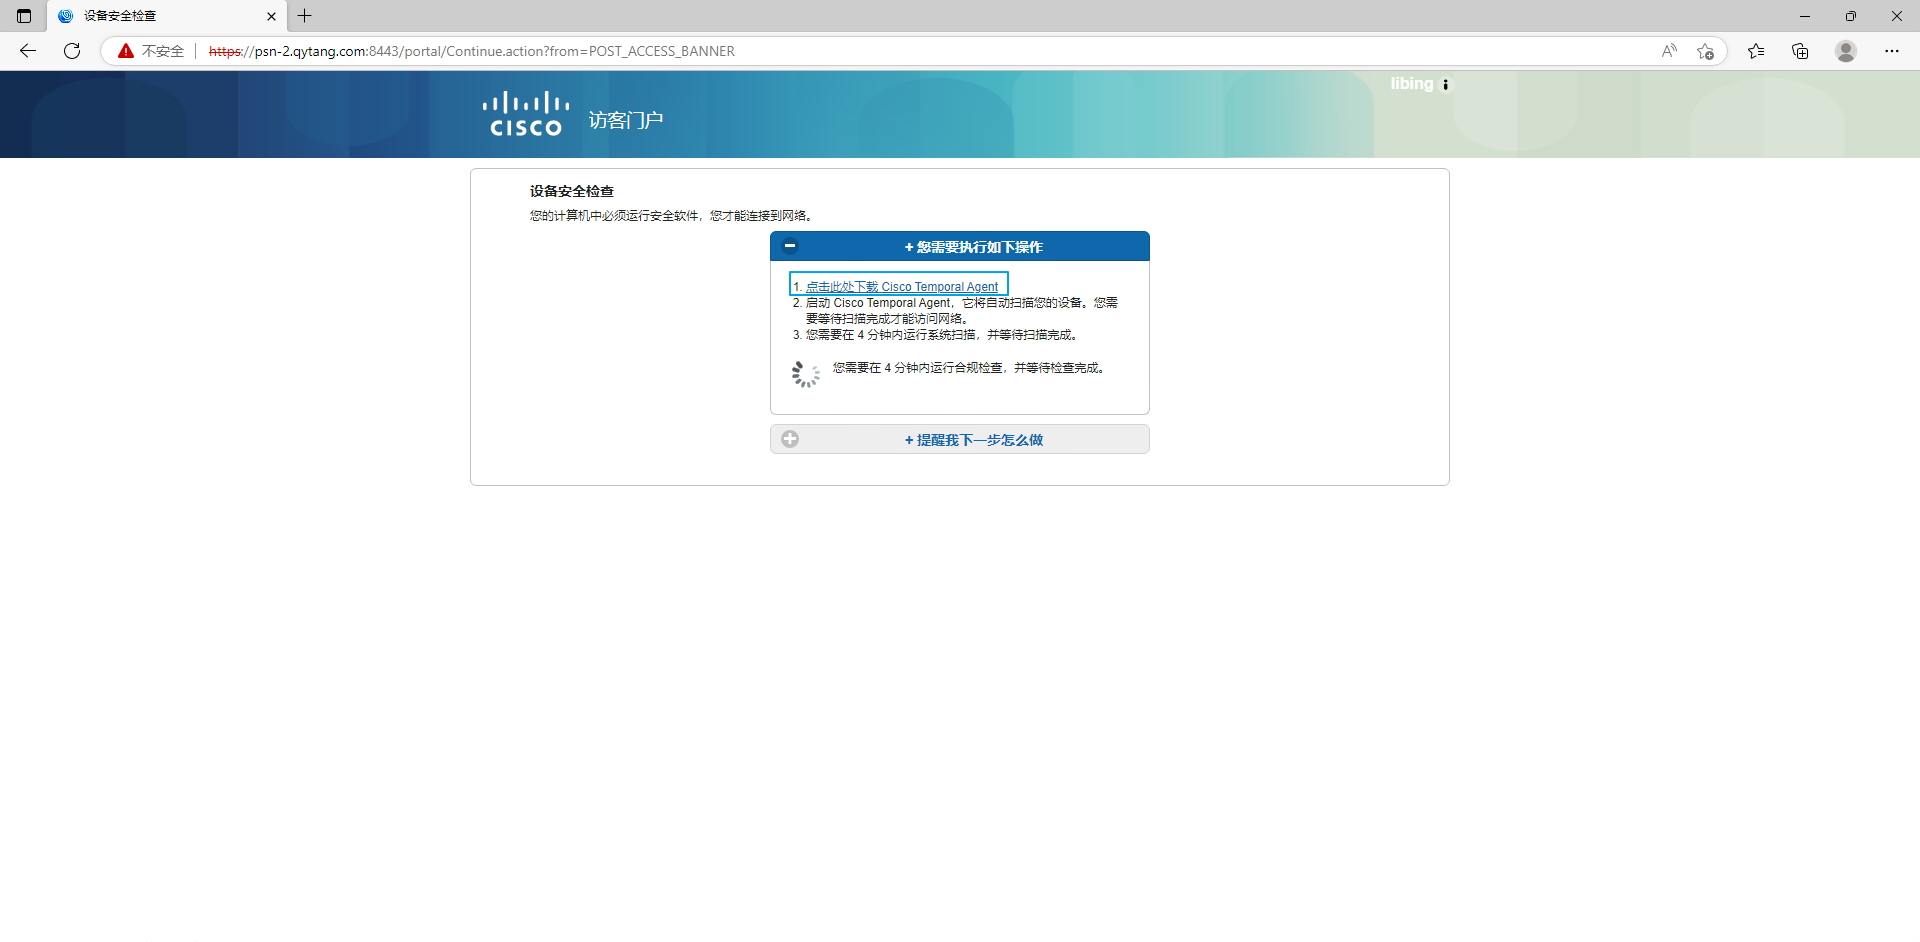 设备安全检查
不安全
https://psn-2.qytang.com:8443/portal/Continue.action?from=POST_ACCESS_BANNER
libing
CISCO
访客门户
设备安全检查
您的计算机中必须运行安全软件，您才能连接到网络。
+ 您需要执行如下操作
1. 点击此处下载 Cisco Temporal Agent
2. 启动 Cisco Temporal Agent，它将自动扫描您的设备。您需
要等待扫描完成才能访问网络。
3. 您需要在 4 分钟内运行系统扫描，并等待扫描完成。
您需要在 4 分钟内运行合规检查，并等待检查完成。
+ 提醒我下一步怎么做